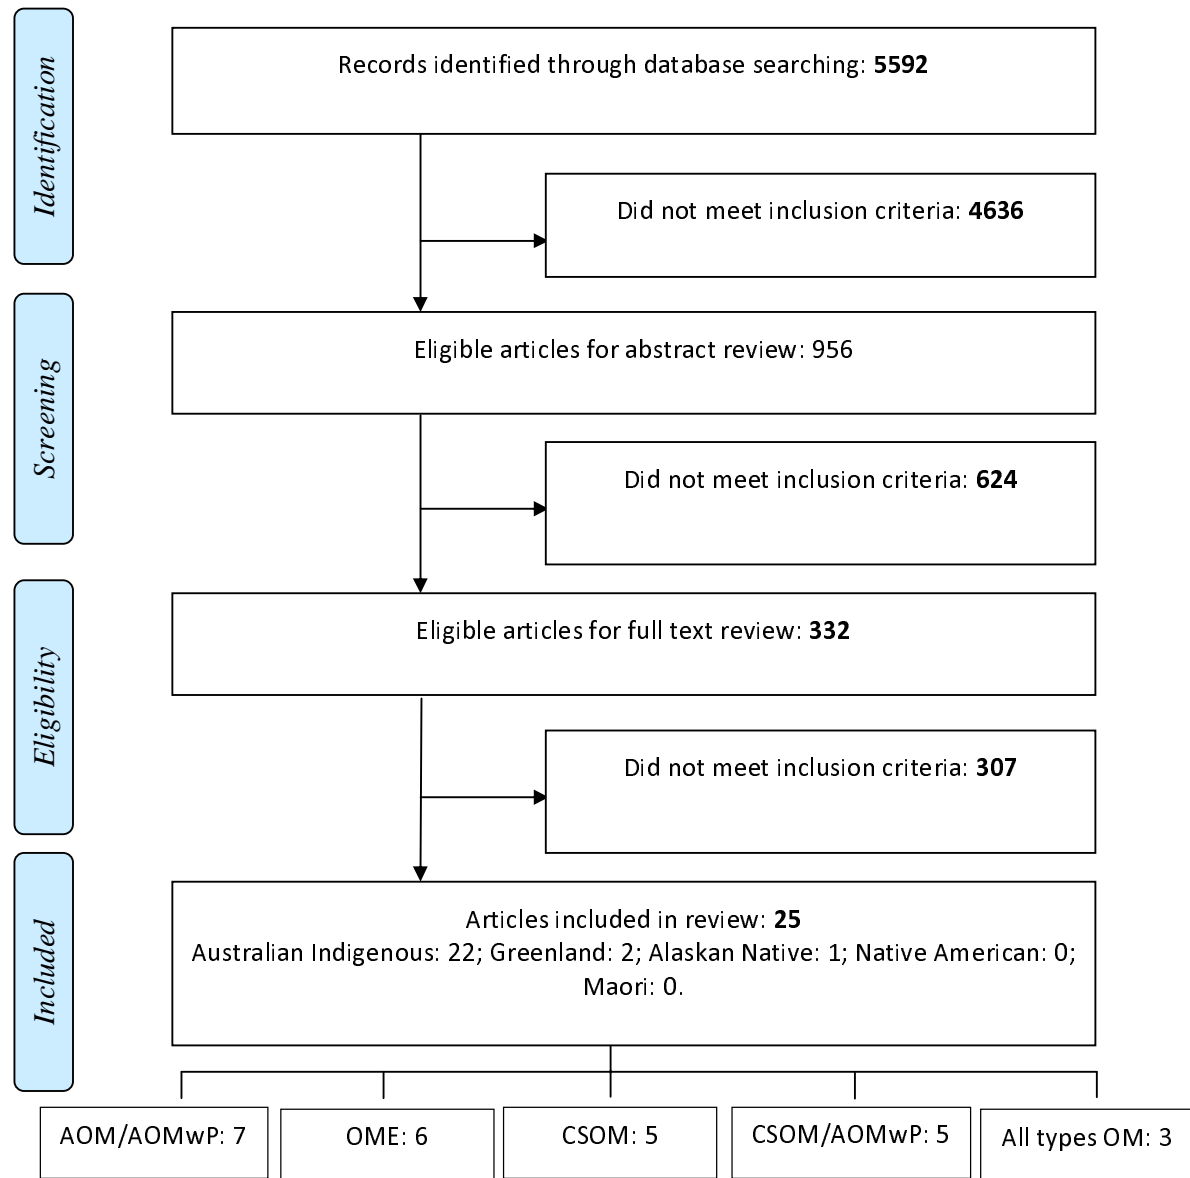 Identification
Records identified through database searching: 5592
Did not meet inclusion criteria: 4636
Screening
Eligible articles for abstract review: 956
Did not meet inclusion criteria: 624
Eligibility
Eligible articles for full text review: 332
Did not meet inclusion criteria: 307
Included
Articles included in review: 25
Australian Indigenous: 22; Greenland: 2; Alaskan Native: 1; Native American: 0;
Maori: 0.
AOM/AOMwP: 7
OME: 6
CSOM: 5
CSOM/AOMwP: 5
All types OM: 3